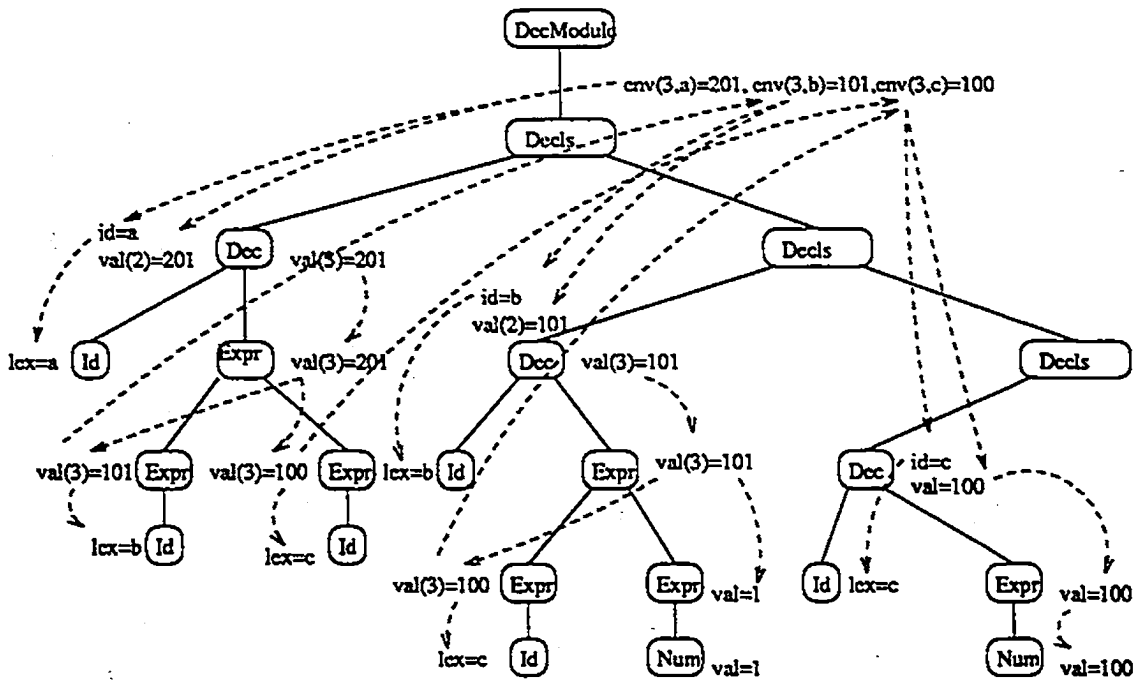 DecModule
env(3,a)=201, env(3,b)=101,env(3,c)=100
Decls
id=a
val(2)=201
Dec
val(3)=201
Decls
id=b
val(2)=101
lex=a
Id
Expr
val(3)=201
Dec
val(3)=101
Decls
val(3)=101
Expr
val(3)=100
Expr
lex=b
Id
Expr
val(3)=101
Dec
id=c
val=100
lex=b
Id
lex=c
Id
val(3)=100
Expr
Expr
val=1
Id
lex=c
Expr
val=100
lex=c
Id
Num
val=1
Num
val=100